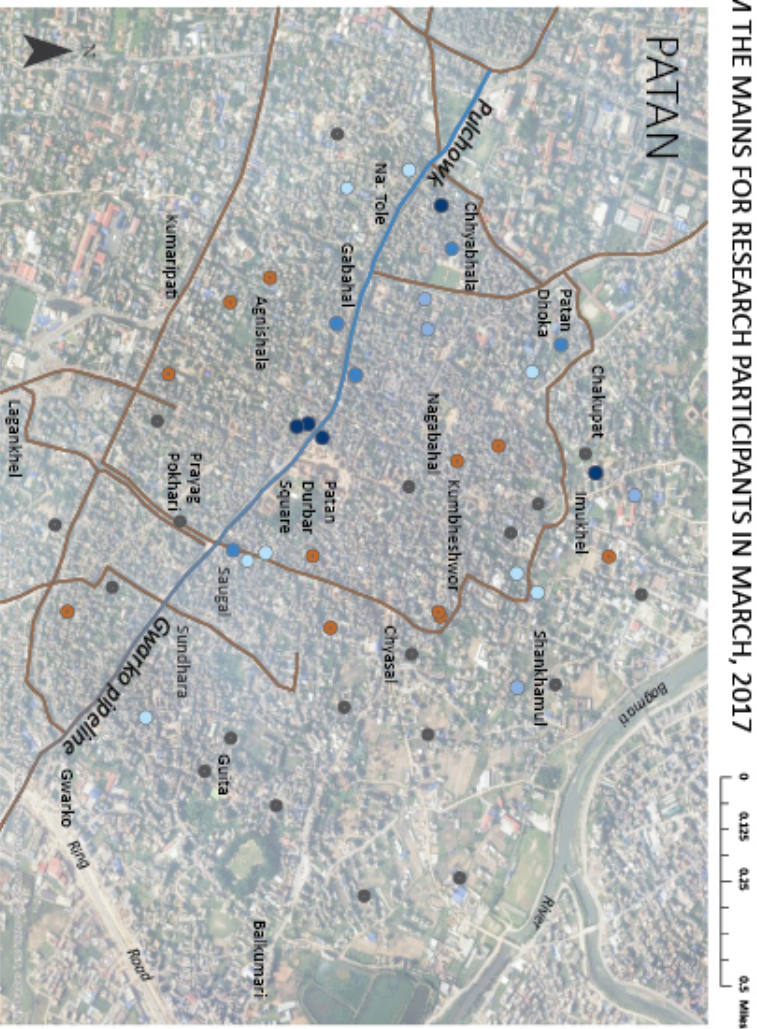 M THE MAINS FOR RESEARCH PARTICIPANTS IN MARCH, 2017
0 0.125 0.25 0.5 Miles
PATAN
N
Pulchowk
Na. Tole
Chhyabhala
Gabahal
Kumaripati
Agnishala
Patan
Dhoka
Chakupat
Nagabahal
Kumbheshwor
Imukhel
Lagankhel
Prayag
Pokhari
Patan
Durbar
Square
Saugal
Sundhara
Chyasal
Shankhamul
Bagmati
River
Gwarko pipeline
Gwarko
Guita
Ring
Road
Balkumari